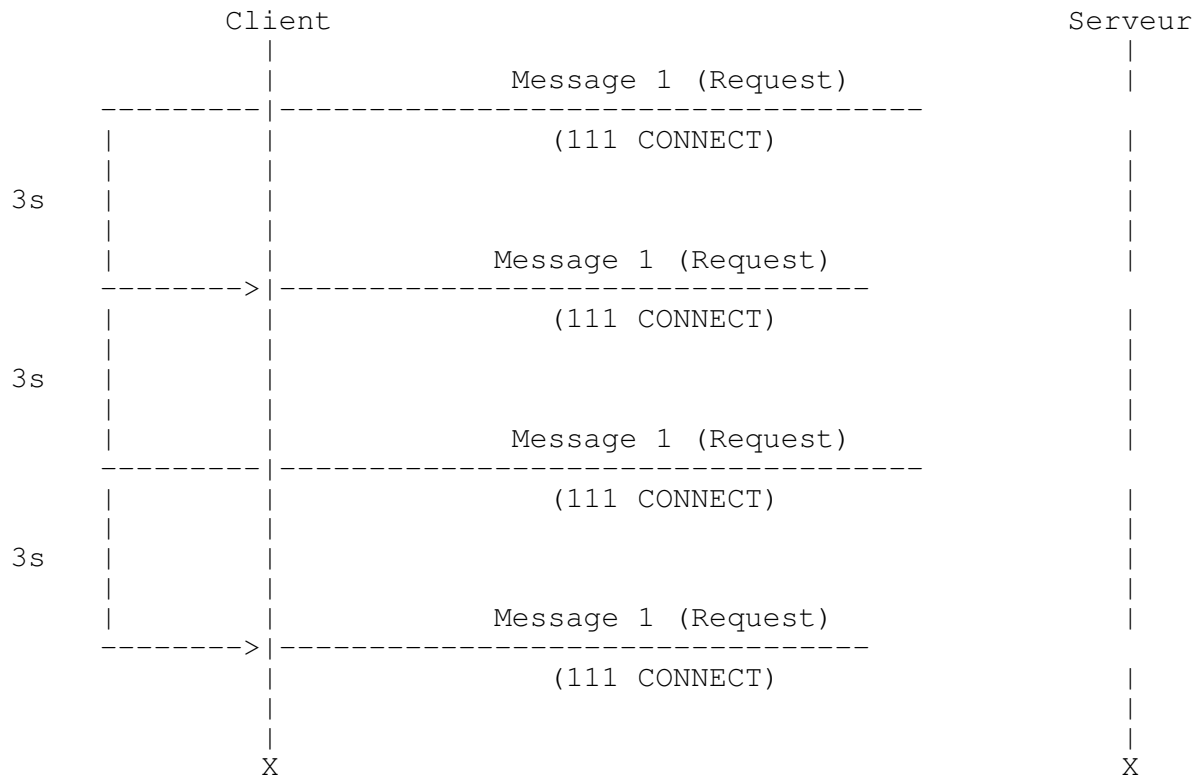 Client Serveur
Message 1 (Request)
(111 CONNECT)
3s
Message 1 (Request)
(111 CONNECT)
3s
Message 1 (Request)
(111 CONNECT)
3s
Message 1 (Request)
(111 CONNECT)
X X